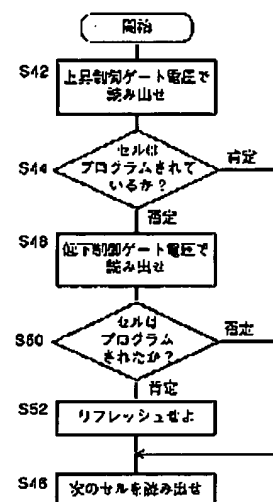 開始
S42
上昇制御ゲート電圧で
読み出せ
S44
セルは
プログラムされて
いるか？
肯定
否定
S48
低下制御ゲート電圧で
読み出せ
S50
セルは
プログラム
されたか？
否定
肯定
S52
リフレッシュせよ
S46
次のセルを読み出せ